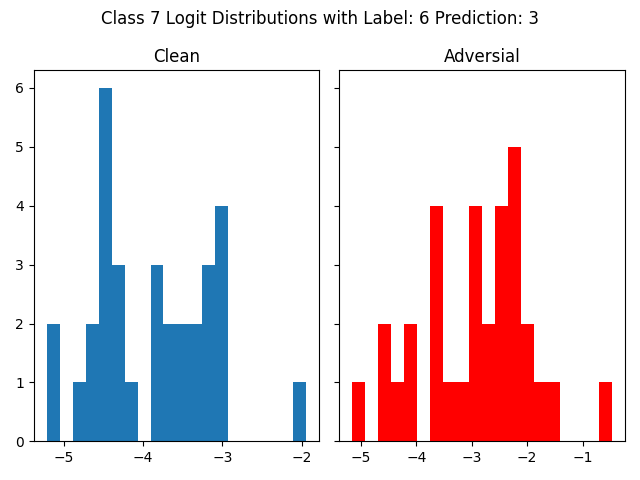 Class 7 Logit Distributions with Label: 6 Prediction: 3
Clean
Adversial
6
5
4
3
2
1
0
−5 −4 −3 −2
−5 −4 −3 −2 −1